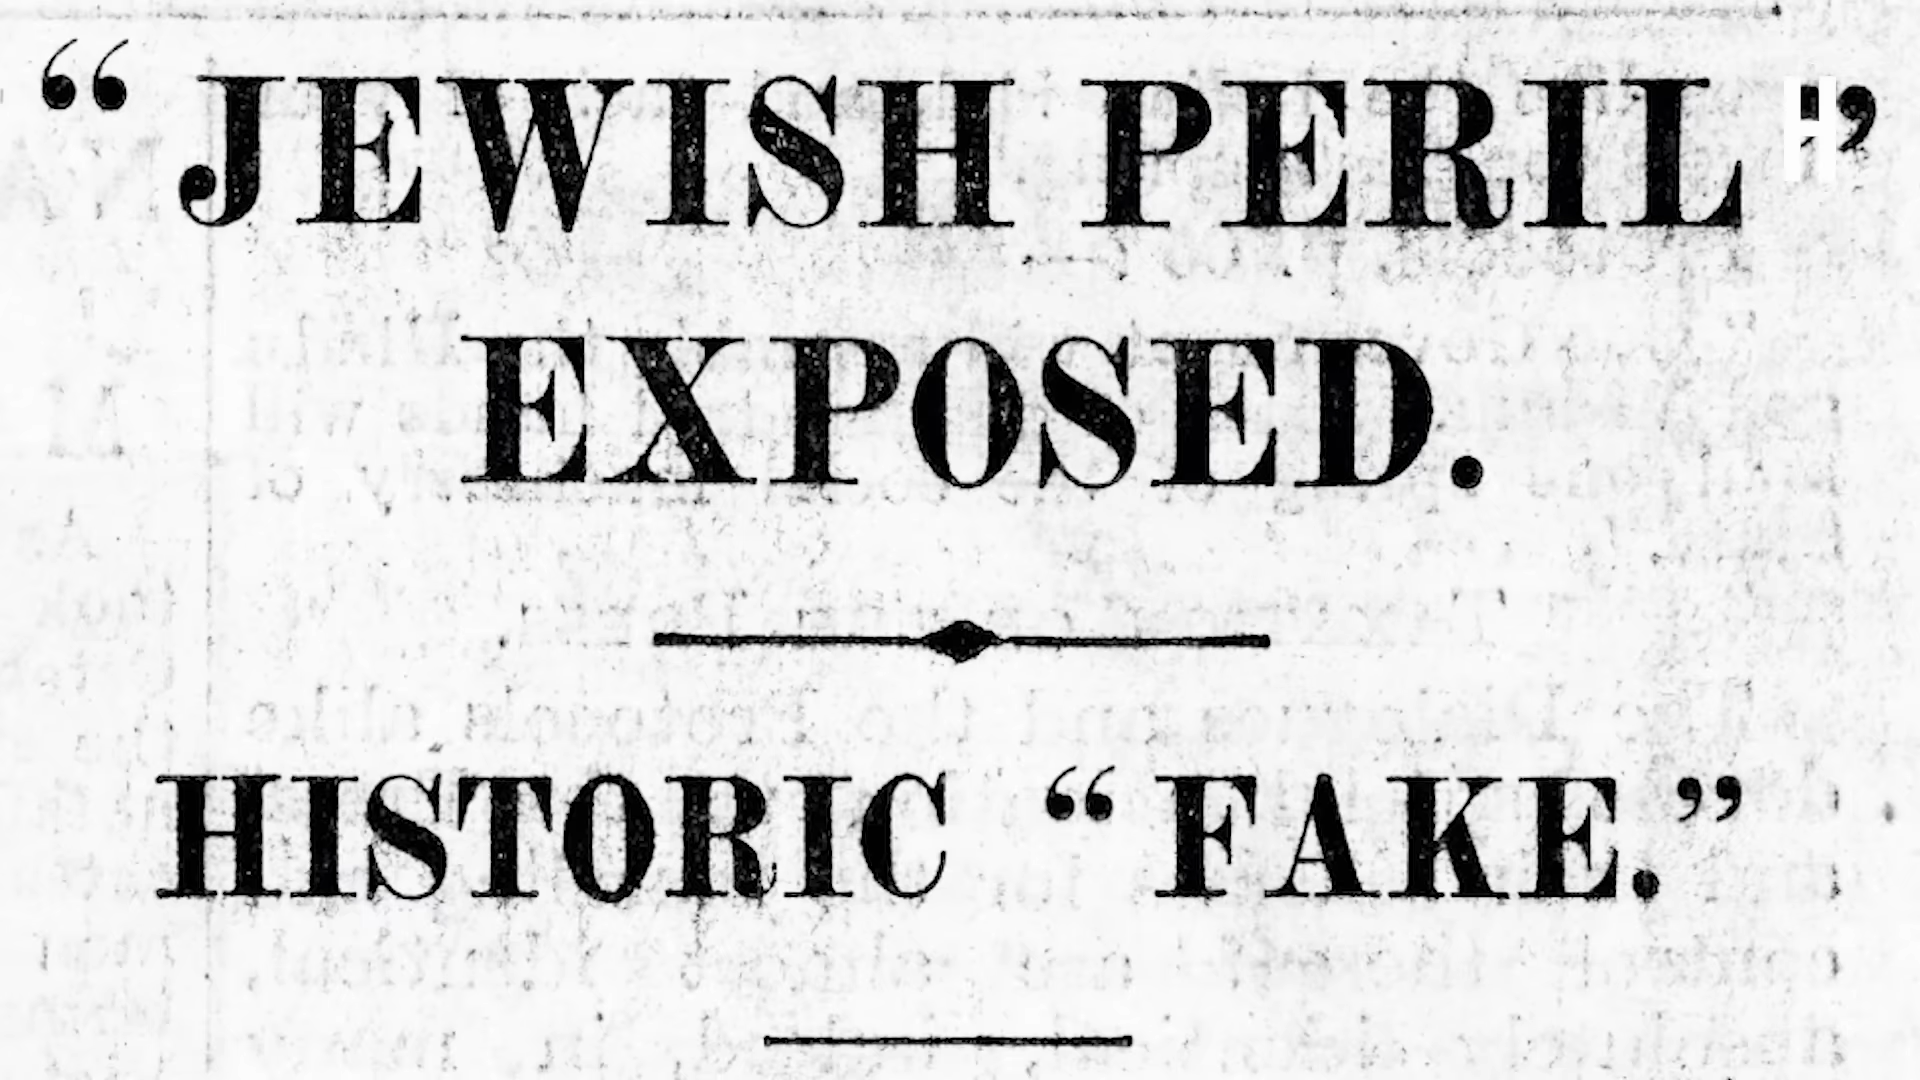 “ JEWISH PERIL ”
EXPOSED.
HISTORIC “ FAKE.”
H